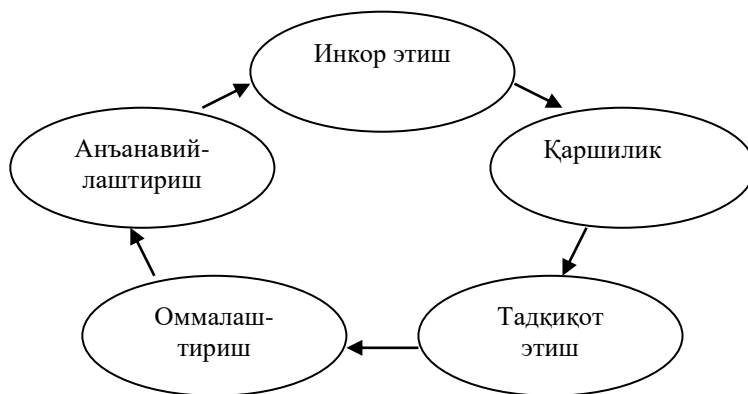 Инкор этиш
Қаршилик
Тадқиқот
этиш
Оммалаш-
тириш
Анъанавий-
лаштириш